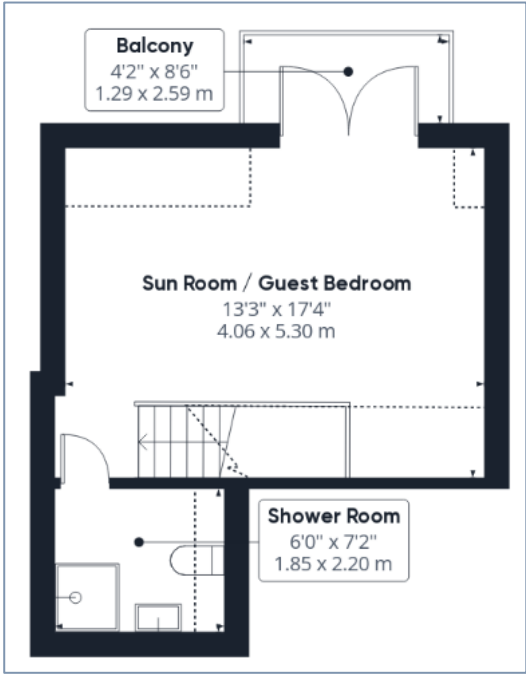 Balcony
4'2" x 8'6"
1.29 x 2.59 m
Sun Room / Guest Bedroom
13'3" x 17'4"
4.06 x 5.30 m
Shower Room
6'0" x 7'2"
1.85 x 2.20 m